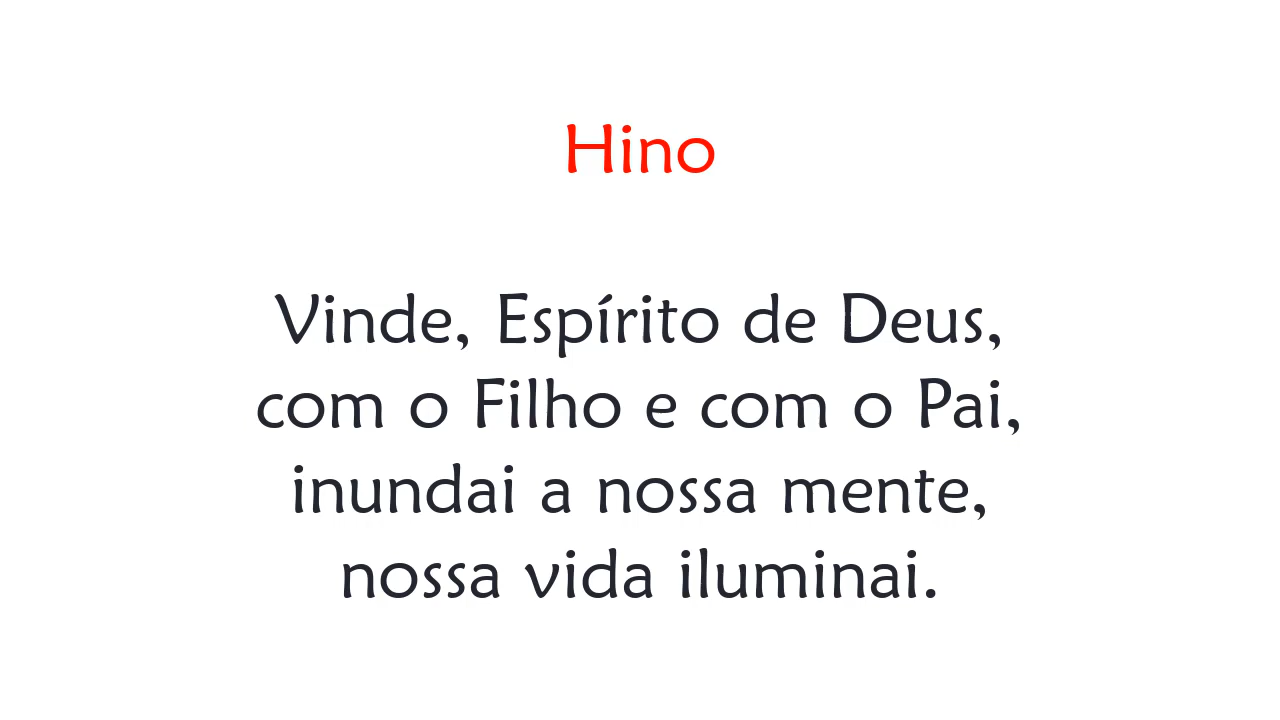 Hino
Vinde, Espírito de Deus,
com o Filho e com o Pai,
inundai a nossa mente,
nossa vida iluminai.